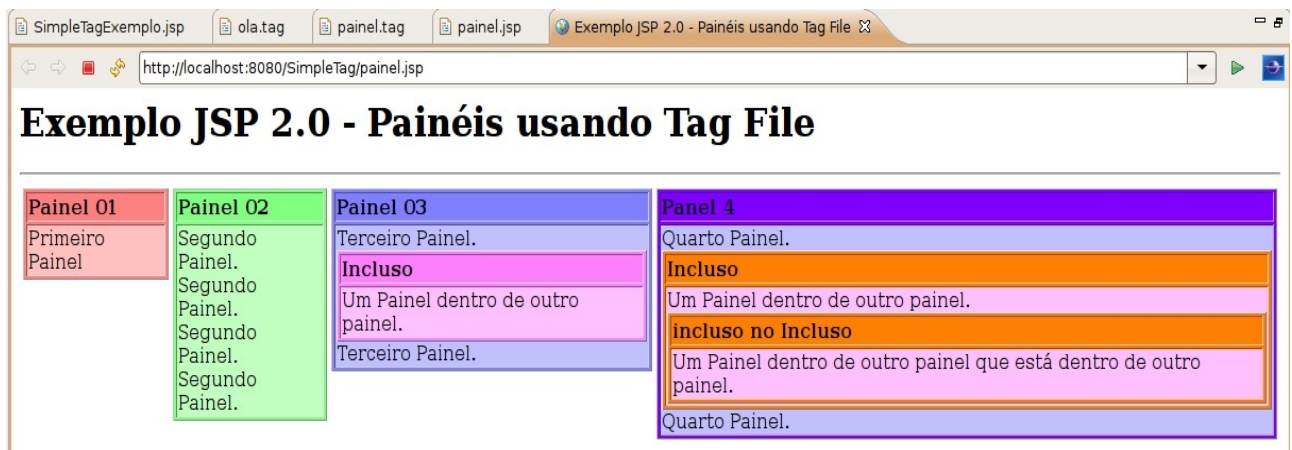 SimpleTagExemplo.jsp
ola.tag
painel.tag
painel.jsp
Exemplo JSP 2.0 - Painéis usando Tag File
http://localhost:8080/SimpleTag/painel.jsp
Exemplo JSP 2.0 - Painéis usando Tag File
Painel 01
Primeiro
Painel
Painel 02
Segundo
Painel.
Segundo
Painel.
Segundo
Painel.
Segundo
Painel.
Painel 03
Terceiro Painel.
Incluso
Um Painel dentro de outro
painel.
Terceiro Painel.
Panel 4
Quarto Painel.
Incluso
Um Painel dentro de outro painel.
incluso no Incluso
Um Painel dentro de outro painel que está dentro de outro
painel.
Quarto Painel.